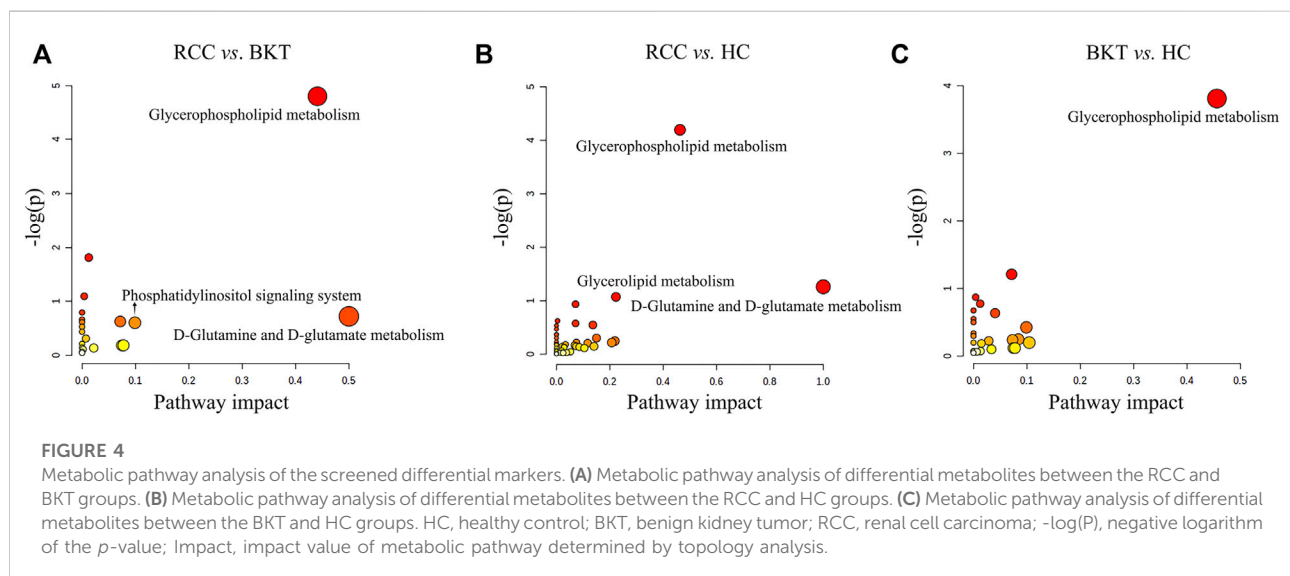 A
RCC vs. BKT
5
4
3
2
1
0
-log(p)
Glycerophospholipid metabolism
Phosphatidylinositol signaling system
D-Glutamine and D-glutamate metabolism
0.0 0.1 0.2 0.3 0.4 0.5
Pathway impact
B
RCC vs. HC
5
4
3
2
1
0
-log(p)
Glycerophospholipid metabolism
Glycerolipid metabolism
D-Glutamine and D-glutamate metabolism
0.0 0.2 0.4 0.6 0.8 1.0
Pathway impact
C
BKT vs. HC
4
3
2
1
0
-log(p)
Glycerophospholipid metabolism
0.0 0.1 0.2 0.3 0.4 0.5
Pathway impact
FIGURE 4
Metabolic pathway analysis of the screened differential markers. (A) Metabolic pathway analysis of differential metabolites between the RCC and
BKT groups. (B) Metabolic pathway analysis of differential metabolites between the RCC and HC groups. (C) Metabolic pathway analysis of differential
metabolites between the BKT and HC groups. HC, healthy control; BKT, benign kidney tumor; RCC, renal cell carcinoma; -log(P), negative logarithm
of the p-value; Impact, impact value of metabolic pathway determined by topology analysis.